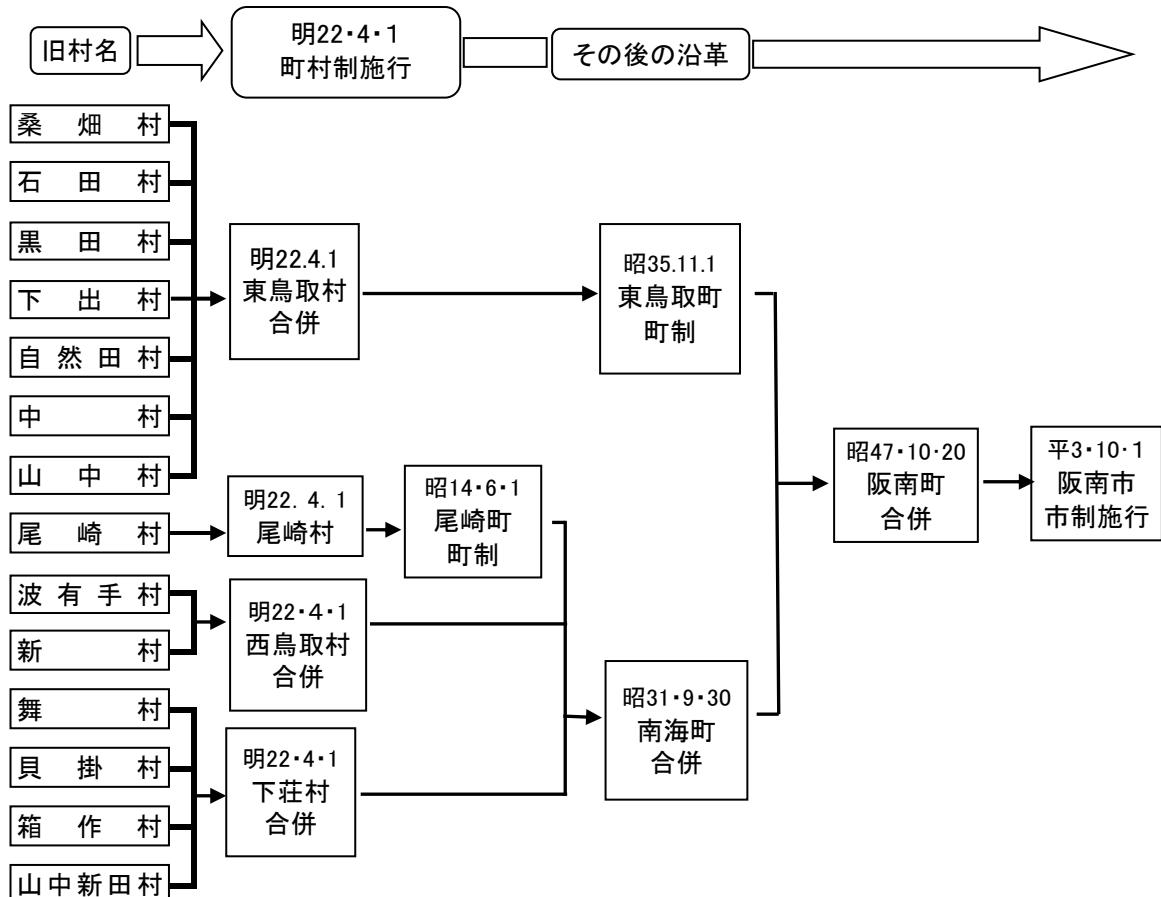 旧村名
明22・4・1
町村制施行
その後の沿革
桑畑村
石田村
黒田村
下出村
自然田村
中村
山中村
尾崎村
波有手村
新村
舞村
貝掛村
箱作村
山中新田村
明22.4.1
東鳥取村
合併
明22.4.1
尾崎村
明22・4・1
西鳥取村
合併
明22・4・1
下荘村
合併
昭14・6・1
尾崎町
町制
昭35.11.1
東鳥取町
町制
昭31・9・30
南海町
合併
昭47・10・20
阪南町
合併
平3・10・1
阪南市
市制施行